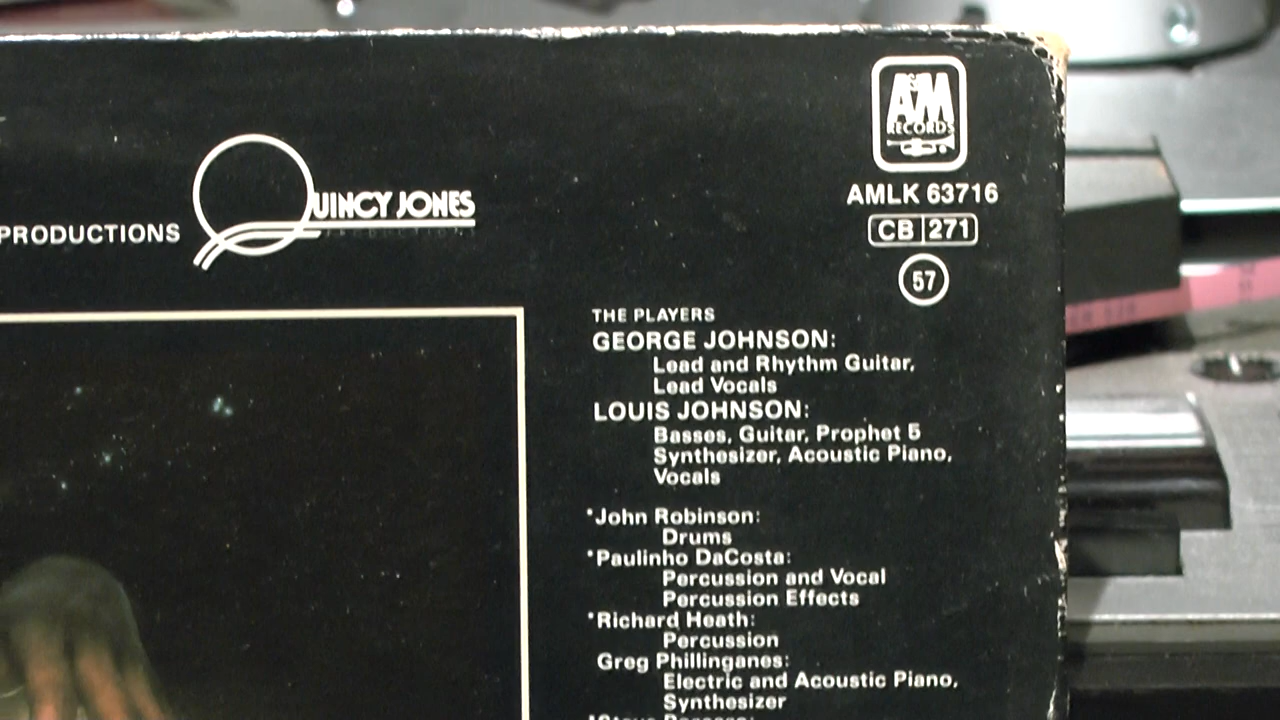 A&M
RECORDS
AMLK 63716
CB 271
57
PRODUCTIONS
QUINCY JONES
THE PLAYERS
GEORGE JOHNSON:
Lead and Rhythm Guitar,
Lead Vocals
LOUIS JOHNSON:
Basses, Guitar, Prophet 5
Synthesizer, Acoustic Piano,
Vocals
*John Robinson:
Drums
*Paulinho DaCosta:
Percussion and Vocal
Percussion Effects
*Richard Heath:
Percussion
Greg Phillinganes:
Electric and Acoustic Piano,
Synthesizer